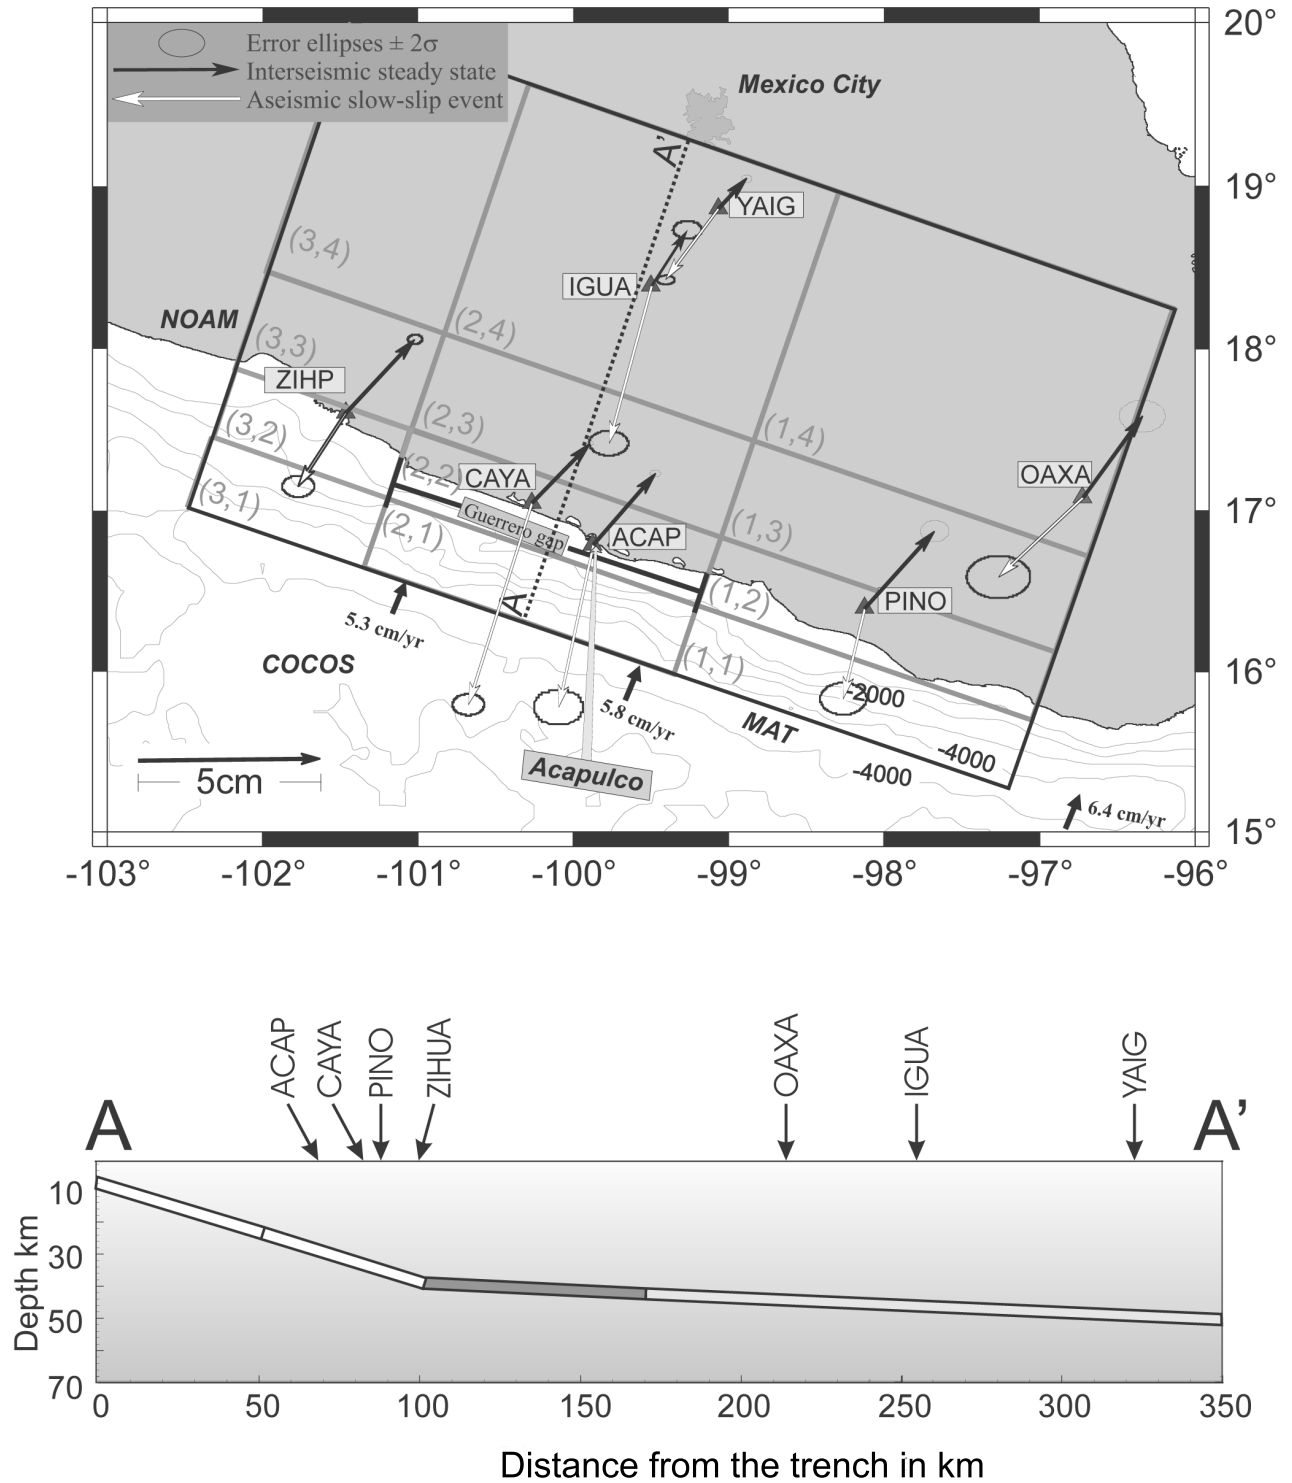 20°
Error ellipses ± 2σ
Interseismic steady state
Aseismic slow-slip event
Mexico City
A'
19°
YAIG
(3,4)
IGUA
NOAM
(2,4)
(3,3)
18°
ZIHP
(2,3)
(1,4)
(3,2)
(2,2)
CAYA
OAXA
(3,1)
17°
Guerrero gap
(2,1)
(1,3)
ACAP
A
(1,2)
PINO
5.3 cm/yr
COCOS
(1,1)
16°
-2000
5.8 cm/yr
MAT
-4000
-4000
5cm
Acapulco
6.4 cm/yr
15°
-103°
-102°
-101°
-100°
-99°
-98°
-97°
-96°
ACAP
CAYA
PINO
ZIHUA
OAXA
IGUA
YAIG
A
A’
10
30
50
70
Depth km
0
50
100
150
200
250
300
350
Distance from the trench in km